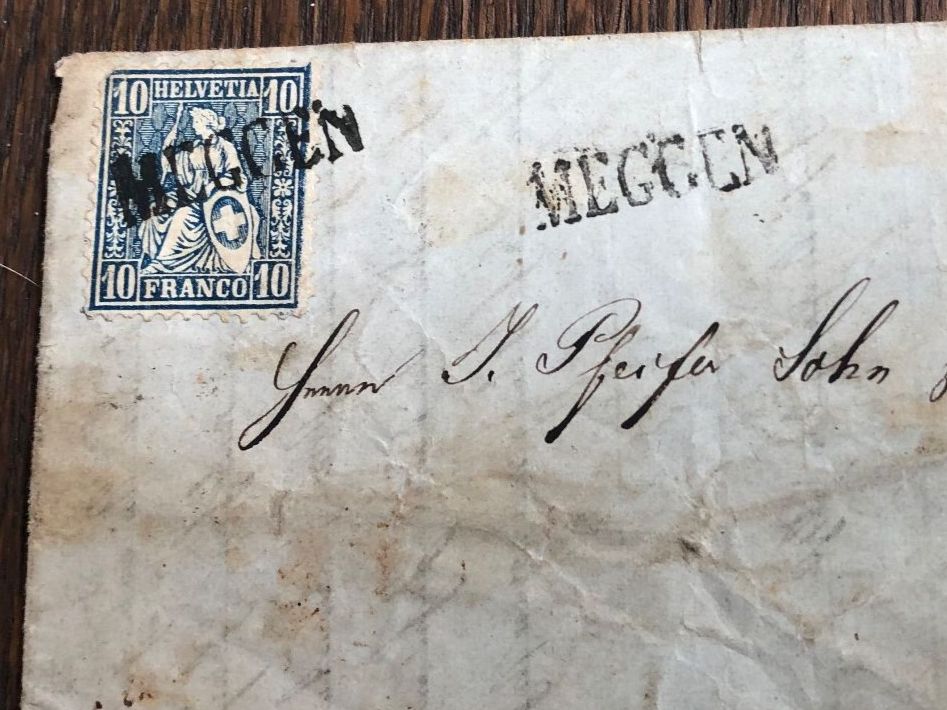 10 HELVETIA 10
MEGGEN
10 FRANCO 10
MEGGEN
Herrn J. Pfeifer Sohn